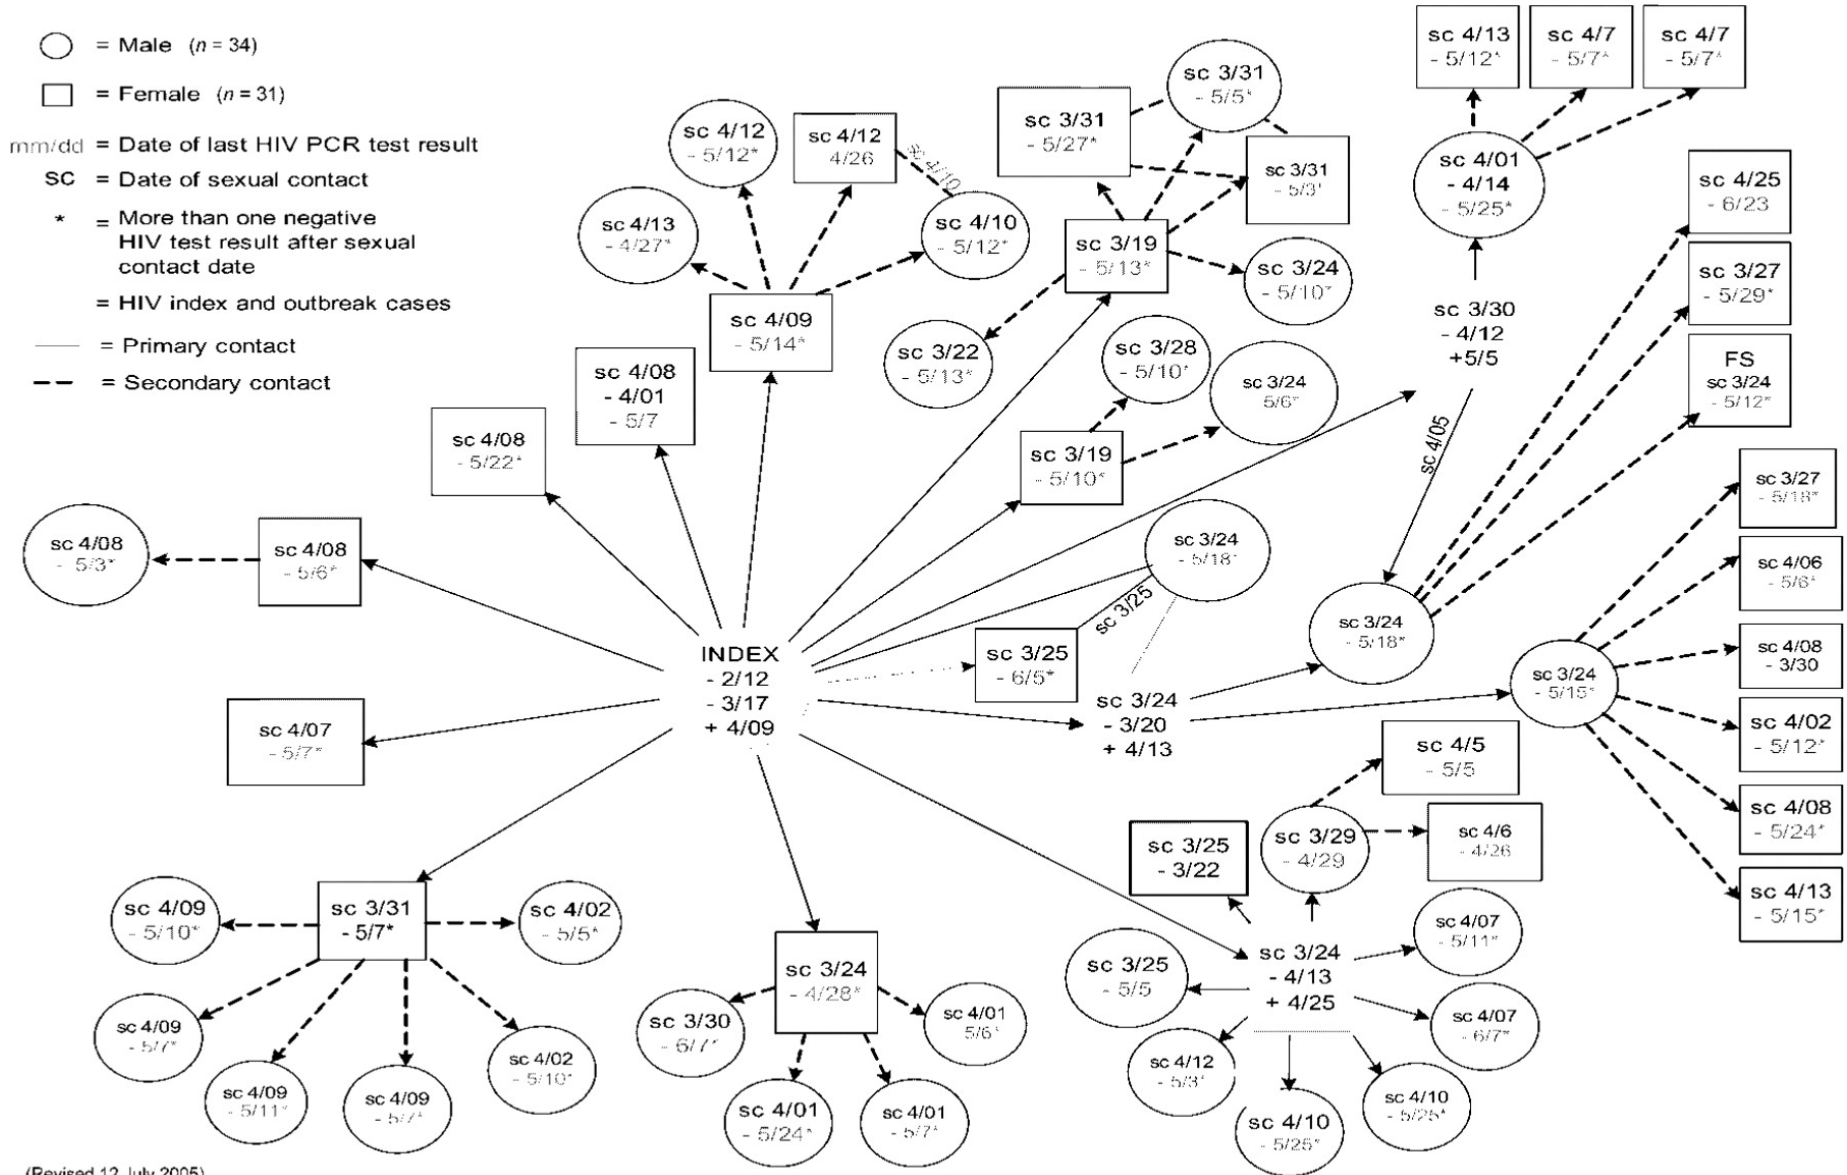 = Male (n = 34)
= Female (n = 31)
mm/dd = Date of last HIV PCR test result
SC = Date of sexual contact
* = More than one negative
HIV test result after sexual
contact date
= HIV index and outbreak cases
= Primary contact
= Secondary contact
sc 4/12
- 5/12*
sc 4/12
4/26
sc 4/10
sc 4/13
- 4/27*
sc 4/10
- 5/12*
sc 4/09
- 5/14*
sc 3/31
- 5/27*
sc 3/31
- 5/5*
sc 3/31
- 5/3*
sc 3/19
- 5/13*
sc 3/24
- 5/10*
sc 3/22
- 5/13*
sc 3/28
- 5/10*
sc 3/24
5/6*
sc 3/19
- 5/10*
sc 4/13
- 5/12*
sc 4/7
- 5/7*
sc 4/7
- 5/7*
sc 4/01
- 4/14
- 5/25*
sc 3/30
- 4/12
+5/5
sc 4/05
sc 4/25
- 6/23
sc 3/27
- 5/29*
FS
sc 3/24
- 5/12*
sc 4/08
- 4/01
- 5/7
sc 4/08
- 5/22*
sc 4/08
- 5/3*
sc 4/08
- 5/6*
sc 4/07
- 5/7*
INDEX
- 2/12
- 3/17
+ 4/09
sc 3/24
- 5/18*
sc 3/25
sc 3/25
- 6/5*
sc 3/24
- 3/20
+ 4/13
sc 3/24
- 5/18*
sc 3/24
- 5/15*
sc 3/27
- 5/18*
sc 4/06
- 5/6*
sc 4/08
- 3/30
sc 4/02
- 5/12*
sc 4/08
- 5/24*
sc 4/13
- 5/15*
sc 4/5
- 5/5
sc 4/6
- 4/26
sc 3/29
- 4/29
sc 3/25
- 3/22
sc 3/24
- 4/13
+ 4/25
sc 4/07
- 5/11*
sc 4/07
- 6/7*
sc 4/10
- 5/25*
sc 4/10
- 5/25*
sc 4/12
- 5/3*
sc 3/25
- 5/5
sc 3/31
- 5/7*
sc 4/09
- 5/10*
sc 4/02
- 5/5*
sc 4/09
- 5/7*
sc 4/09
- 5/11*
sc 4/09
- 5/7*
sc 4/02
- 5/10*
sc 3/24
- 4/28*
sc 3/30
- 6/7*
sc 4/01
5/6*
sc 4/01
- 5/24*
sc 4/01
- 5/7*
(Revised 12 July 2005)